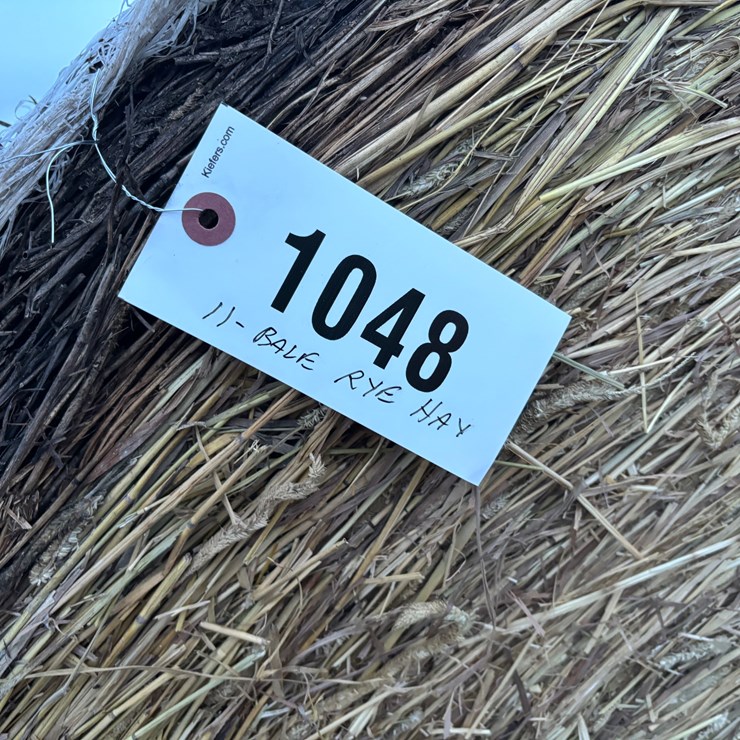 Kiefers.com
1048
11- BALE RYE HAY